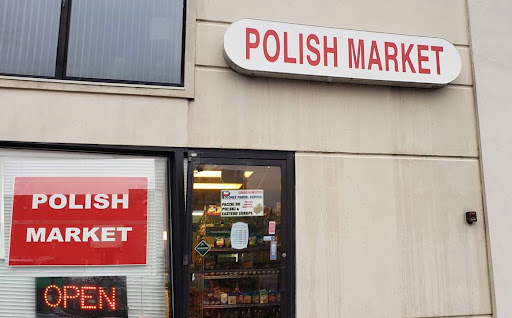 POLISH MARKET
POLISH
MARKET
OPEN
PACZKI DO
POLSKI &
EASTERN EUROPE